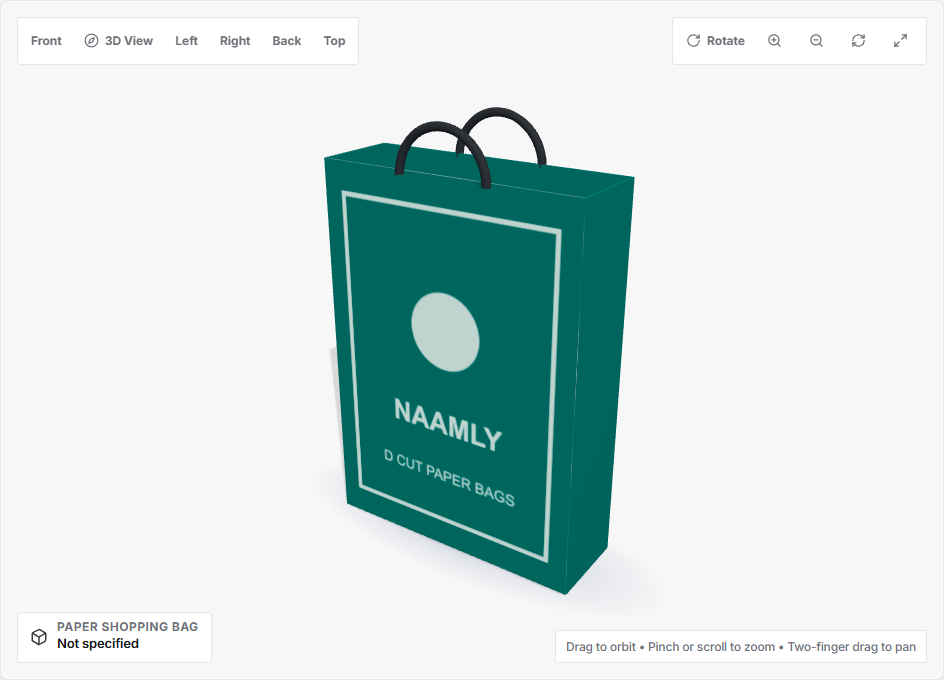 Front
3D View
Left
Right
Back
Top
Rotate
NAAMLY
D CUT PAPER BAGS
PAPER SHOPPING BAG
Not specified
Drag to orbit • Pinch or scroll to zoom • Two-finger drag to pan